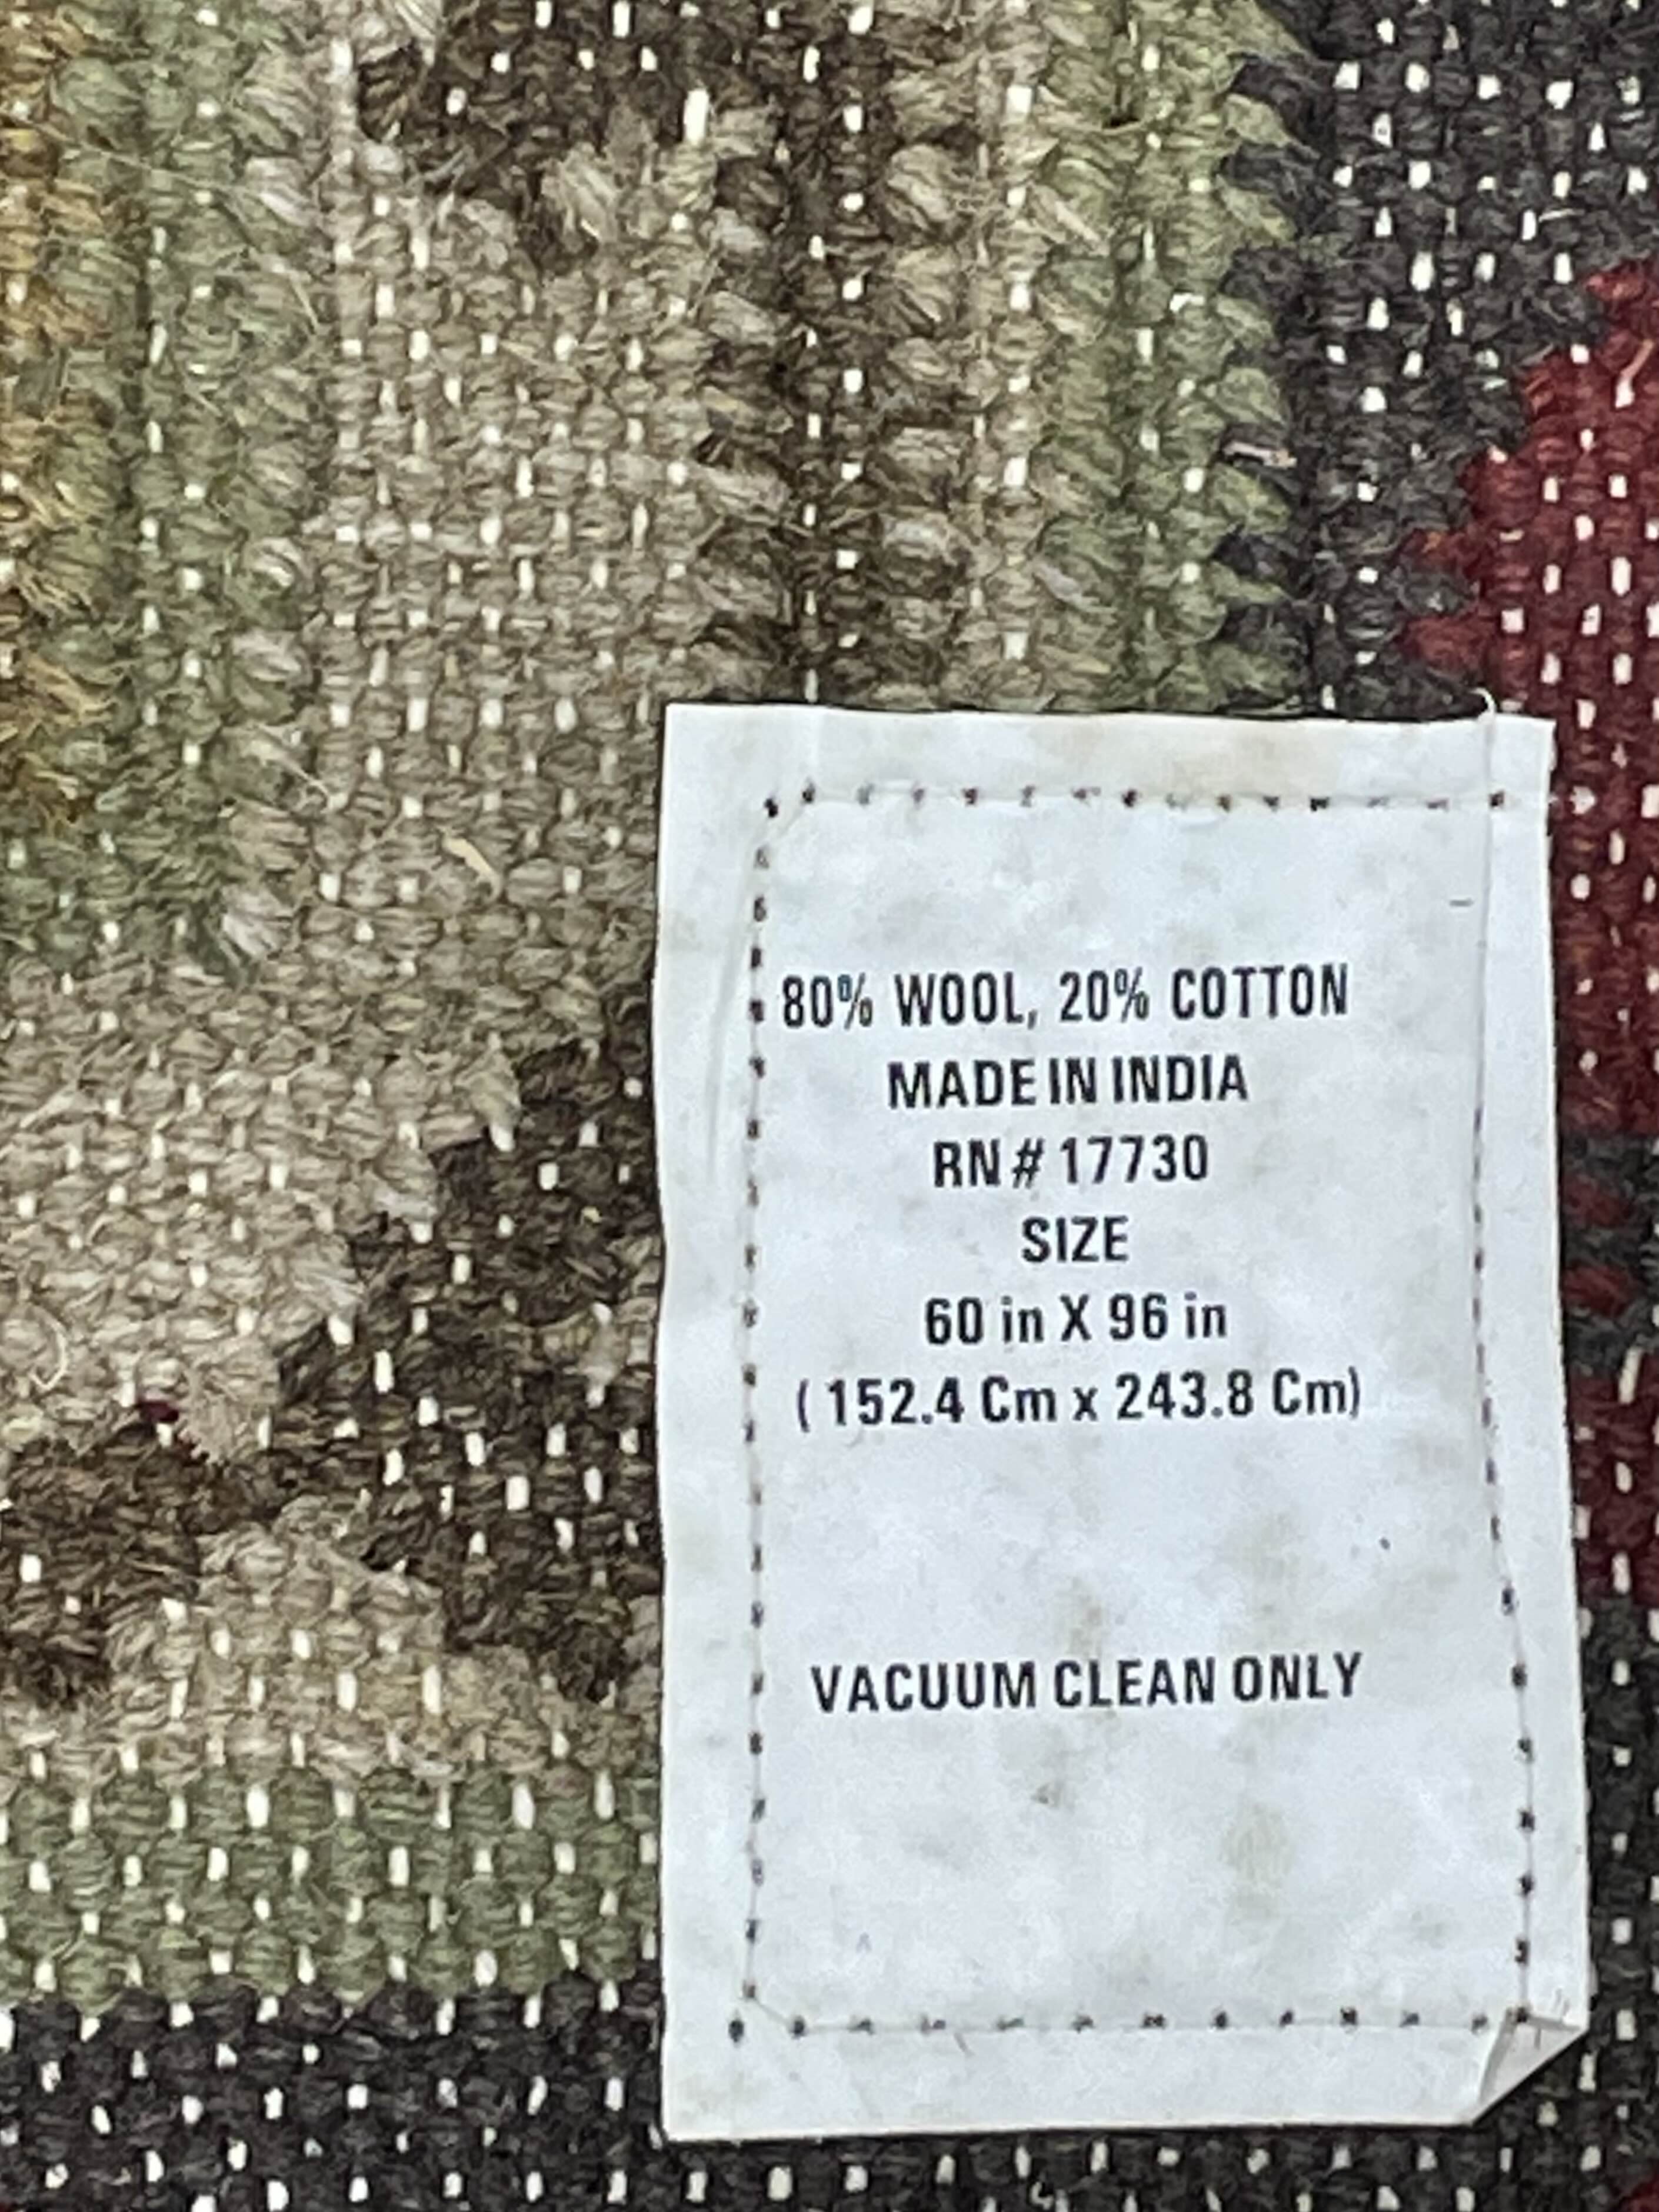 80% WOOL, 20% COTTON
MADE IN INDIA
RN # 17730
SIZE
60 in X 96 in
( 152.4 Cm x 243.8 Cm)
VACUUM CLEAN ONLY